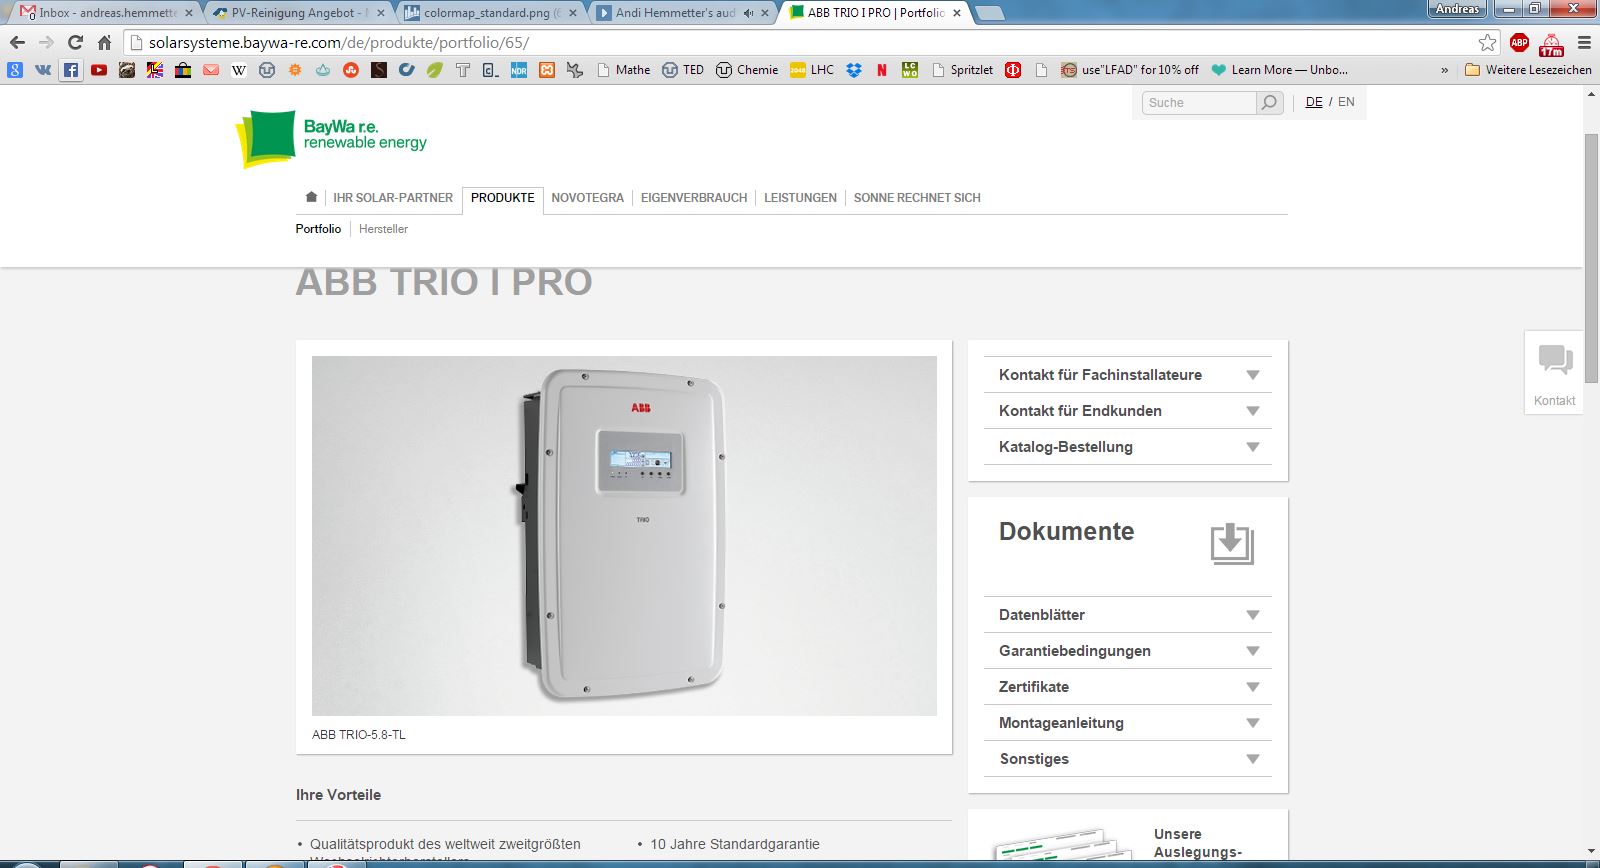 Inbox - andreas.hemmette
PV-Reinigung Angebot -
colormap_standard.png (6
Andi Hemmetter's aud
ABB TRIO I PRO | Portfolio
Andreas
solarsysteme.baywa-re.com/de/produkte/portfolio/65/
ABP
17m
Mathe
TED
Chemie
LHC
Spritzlet
use"LFAD" for 10% off
Learn More — Unbo...
»
Weitere Lesezeichen
Suche
DE / EN
BayWa r.e.
renewable energy
IHR SOLAR-PARTNER
PRODUKTE
NOVOTEGRA
EIGENVERBRAUCH
LEISTUNGEN
SONNE RECHNET SICH
Portfolio
Hersteller
ABB TRIO I PRO
ABB
TRIO
ABB TRIO-5.8-TL
Kontakt für Fachinstallateure
Kontakt für Endkunden
Katalog-Bestellung
Kontakt
Dokumente
Datenblätter
Garantiebedingungen
Zertifikate
Montageanleitung
Sonstiges
Ihre Vorteile
• Qualitätsprodukt des weltweit zweitgrößten
• 10 Jahre Standardgarantie
Unsere
Auslegungs-